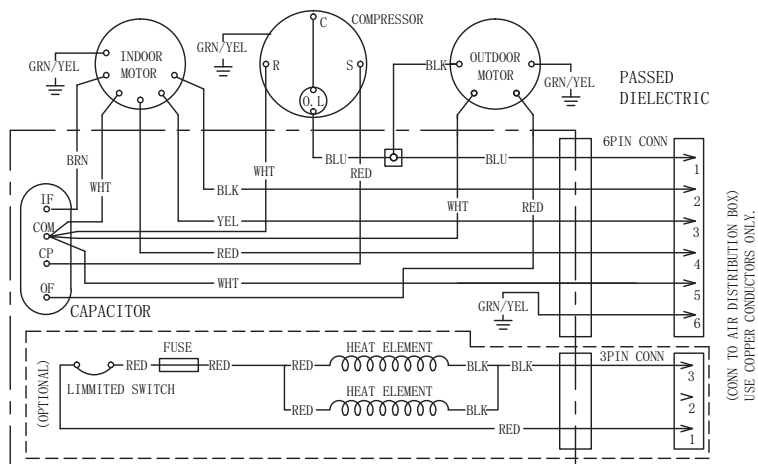 COMPRESSOR
C
INDOOR
MOTOR
GRN/YEL
GRN/YEL
R
S
O.L
OUTDOOR
MOTOR
BLK
GRN/YEL
PASSED
DIELECTRIC
6PIN CONN
BRN
WHT
WHT
BLU
RED
BLU
1
BLK
2
IF
COM
CP
OF
CAPACITOR
YEL
WHT
RED
3
RED
4
WHT
5
GRN/YEL
6
(CONN TO AIR DISTRIBUTION BOX)
USE COPPER CONDUCTORS ONLY.
(OPTIONAL)
FUSE
HEAT ELEMENT
3PIN CONN
RED
RED
RED
BLK
BLK
3
LIMMITED SWITCH
HEAT ELEMENT
2
RED
BLK
RED
1